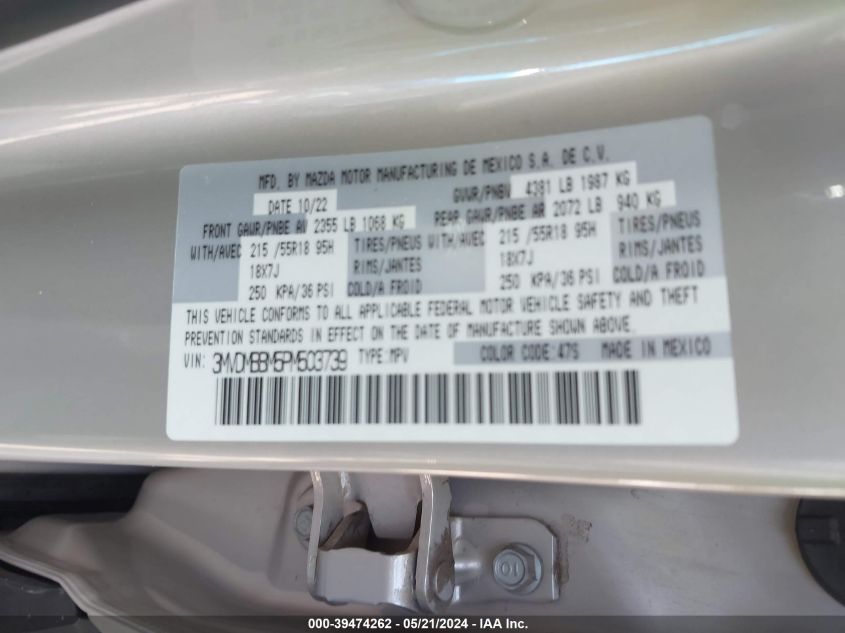 MFD. BY MAZDA MOTOR MANUFACTURING DE MEXICO S.A. DE C.V.
DATE 10/22 GVWR/PNBV 4381 LB 1987 KG
FRONT GAWR/PNBE AV 2355 LB 1068 KG REAR GAWR/PNBE AR 2072 LB 940 KG
WITH/AVEC 215 /55R18 95H TIRES/PNEUS WITH/AVEC 215 /55R18 95H TIRES/PNEUS
18X7J RIMS/JANTES 18X7J RIMS/JANTES
250 KPA/36 PSI COLD/A FROID 250 KPA/36 PSI COLD/A FROID
THIS VEHICLE CONFORMS TO ALL APPLICABLE FEDERAL MOTOR VEHICLE SAFETY AND THEFT
PREVENTION STANDARDS IN EFFECT ON THE DATE OF MANUFACTURE SHOWN ABOVE.
VIN: 3MVDMBBM5PM503739 TYPE: MPV COLOR CODE: 47S MADE IN MEXICO
01
000-39474262 - 05/21/2024 - IAA Inc.